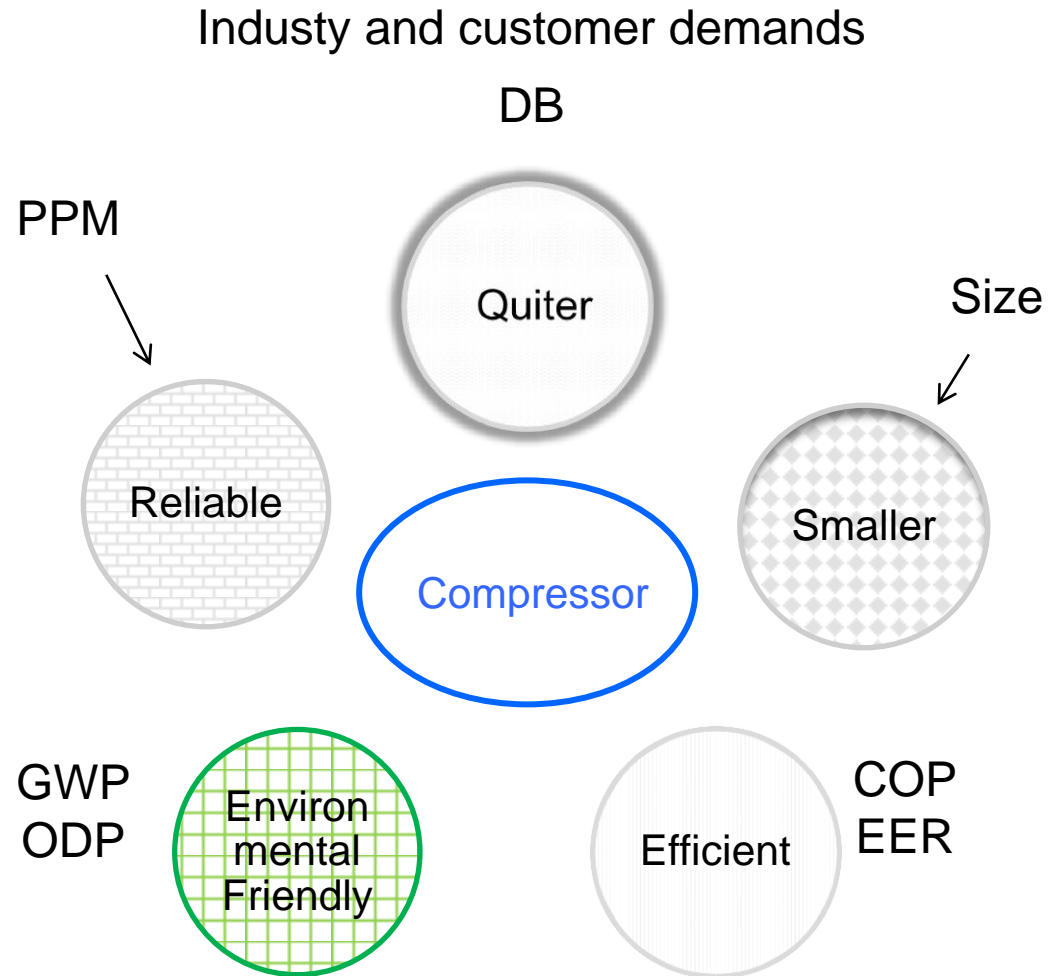 Industy and customer demands
DB
PPM
Quiter
Size
Reliable
Smaller
Compressor
GWP
ODP
Environ
mental
Friendly
Efficient
COP
EER